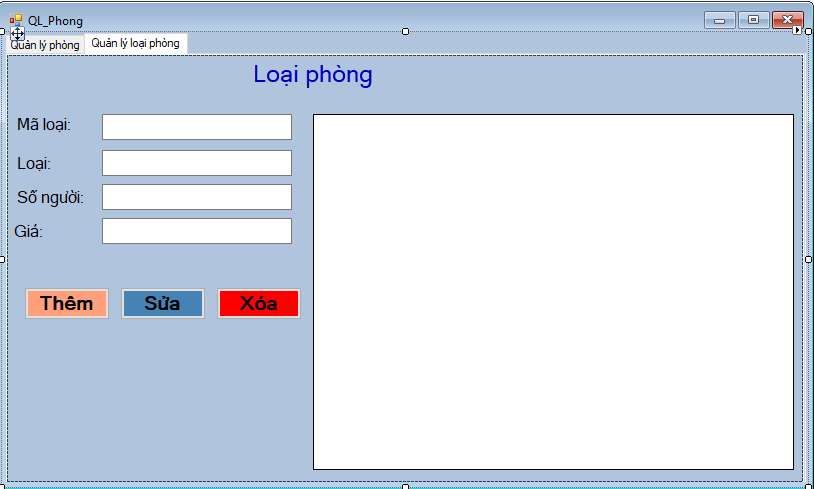 QL_Phong
Quản lý phòng Quản lý loại phòng
Loại phòng
Mã loại:
Loại:
Số người:
Giá:
Thêm Sửa Xóa